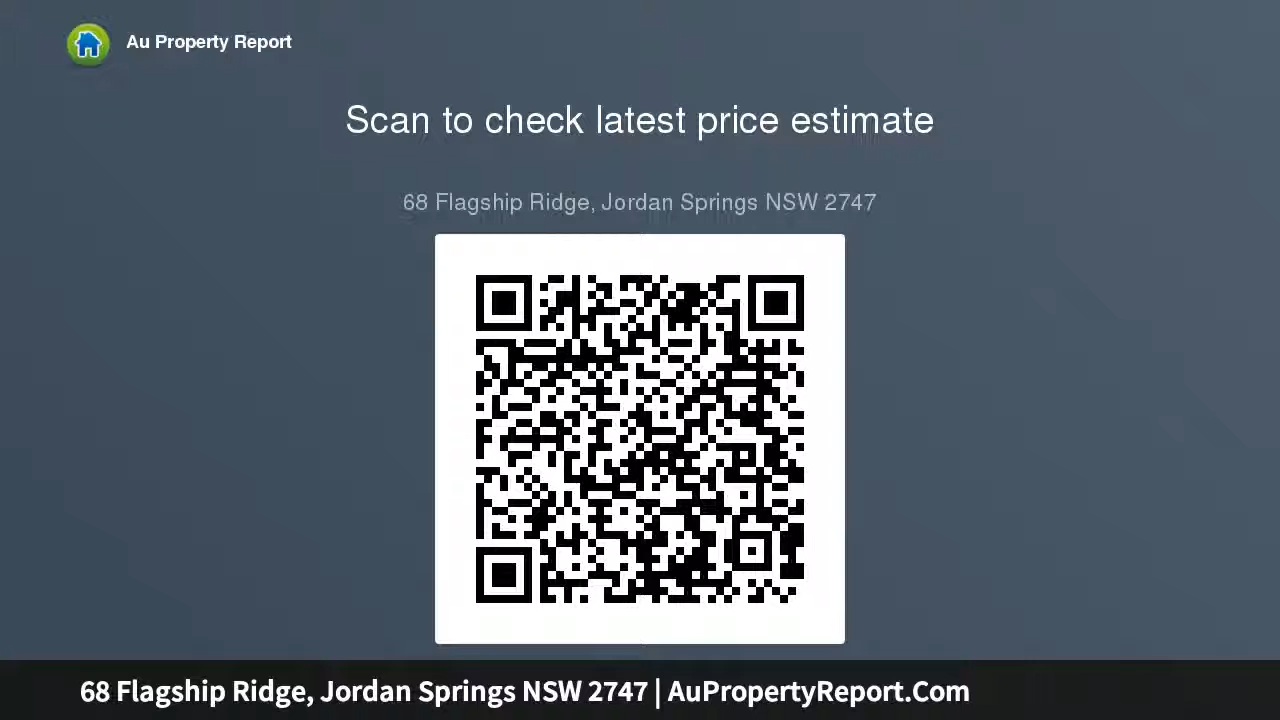 Au Property Report
Scan to check latest price estimate
68 Flagship Ridge, Jordan Springs NSW 2747
68 Flagship Ridge, Jordan Springs NSW 2747 | AuPropertyReport.Com